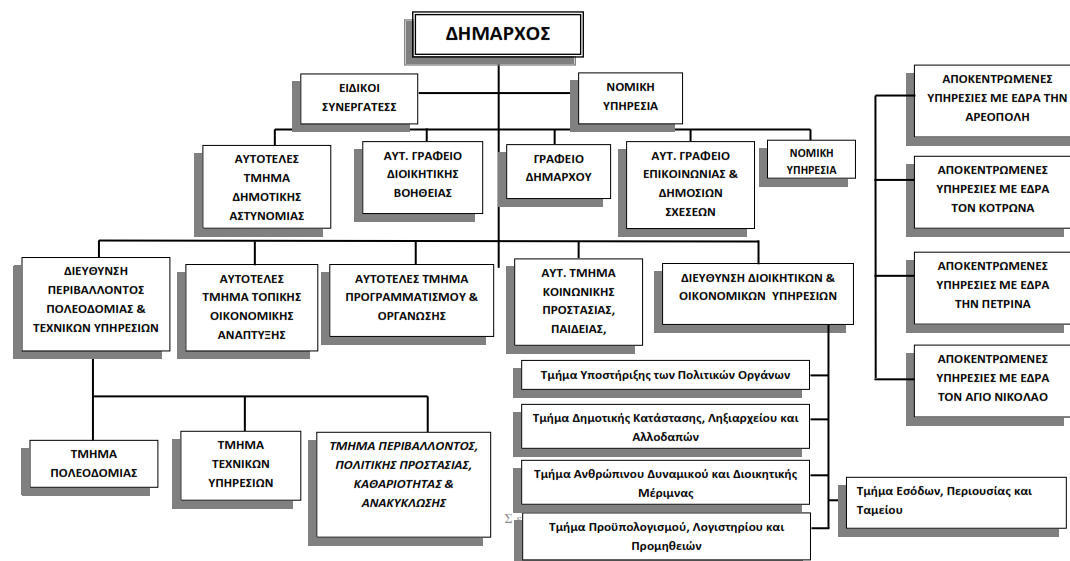 ΔΗΜΑΡΧΟΣ
ΕΙΔΙΚΟΙ
ΣΥΝΕΡΓΑΤΕΣΣ
ΝΟΜΙΚΗ
ΥΠΗΡΕΣΙΑ
ΑΥΤΟΤΕΛΕΣ
ΤΜΗΜΑ
ΔΗΜΟΤΙΚΗΣ
ΑΣΤΥΝΟΜΙΑΣ
ΑΥΤ. ΓΡΑΦΕΙΟ
ΔΙΟΙΚΗΤΙΚΗΣ
ΒΟΗΘΕΙΑΣ
ΓΡΑΦΕΙΟ
ΔΗΜΑΡΧΟΥ
ΑΥΤ. ΓΡΑΦΕΙΟ
ΕΠΙΚΟΙΝΩΝΙΑΣ &
ΔΗΜΟΣΙΩΝ
ΣΧΕΣΕΩΝ
ΝΟΜΙΚΗ
ΥΠΗΡΕΣΙΑ
ΔΙΕΥΘΥΝΣΗ
ΠΕΡΙΒΑΛΛΟΝΤΟΣ
ΠΟΛΕΟΔΟΜΙΑΣ &
ΤΕΧΝΙΚΩΝ ΥΠΗΡΕΣΙΩΝ
ΑΥΤΟΤΕΛΕΣ
ΤΜΗΜΑ ΤΟΠΙΚΗΣ
ΟΙΚΟΝΟΜΙΚΗΣ
ΑΝΑΠΤΥΞΗΣ
ΑΥΤΟΤΕΛΕΣ ΤΜΗΜΑ
ΠΡΟΓΡΑΜΜΑΤΙΣΜΟΥ &
ΟΡΓΑΝΩΣΗΣ
ΑΥΤ. ΤΜΗΜΑ
ΚΟΙΝΩΝΙΚΗΣ
ΠΡΟΣΤΑΣΙΑΣ,
ΠΑΙΔΕΙΑΣ,
ΔΙΕΥΘΥΝΣΗ ΔΙΟΙΚΗΤΙΚΩΝ &
ΟΙΚΟΝΟΜΙΚΩΝ ΥΠΗΡΕΣΙΩΝ
ΤΜΗΜΑ
ΠΟΛΕΟΔΟΜΙΑΣ
ΤΜΗΜΑ
ΤΕΧΝΙΚΩΝ
ΥΠΗΡΕΣΙΩΝ
ΤΜΗΜΑ ΠΕΡΙΒΑΛΛΟΝΤΟΣ,
ΠΟΛΙΤΙΚΗΣ ΠΡΟΣΤΑΣΙΑΣ,
ΚΑΘΑΡΙΟΤΗΤΑΣ &
ΑΝΑΚΥΚΛΩΣΗΣ
Τμήμα Υποστήριξης των Πολιτικών Οργάνων
Τμήμα Δημοτικής Κατάστασης, Ληξιαρχείου και
Αλλοδαπών
Τμήμα Ανθρώπινου Δυναμικού και Διοικητικής
Μέριμνας
Τμήμα Προϋπολογισμού, Λογιστηρίου και
Προμηθειών
Τμήμα Εσόδων, Περιουσίας και
Ταμείου
ΑΠΟΚΕΝΤΡΩΜΕΝΕΣ
ΥΠΗΡΕΣΙΕΣ ΜΕ ΕΔΡΑ ΤΗΝ
ΑΡΕΟΠΟΛΗ
ΑΠΟΚΕΝΤΡΩΜΕΝΕΣ
ΥΠΗΡΕΣΙΕΣ ΜΕ ΕΔΡΑ
ΤΟΝ ΚΟΤΡΩΝΑ
ΑΠΟΚΕΝΤΡΩΜΕΝΕΣ
ΥΠΗΡΕΣΙΕΣ ΜΕ ΕΔΡΑ
ΤΗΝ ΠΕΤΡΙΝΑ
ΑΠΟΚΕΝΤΡΩΜΕΝΕΣ
ΥΠΗΡΕΣΙΕΣ ΜΕ ΕΔΡΑ
ΤΟΝ ΑΓΙΟ ΝΙΚΟΛΑΟ